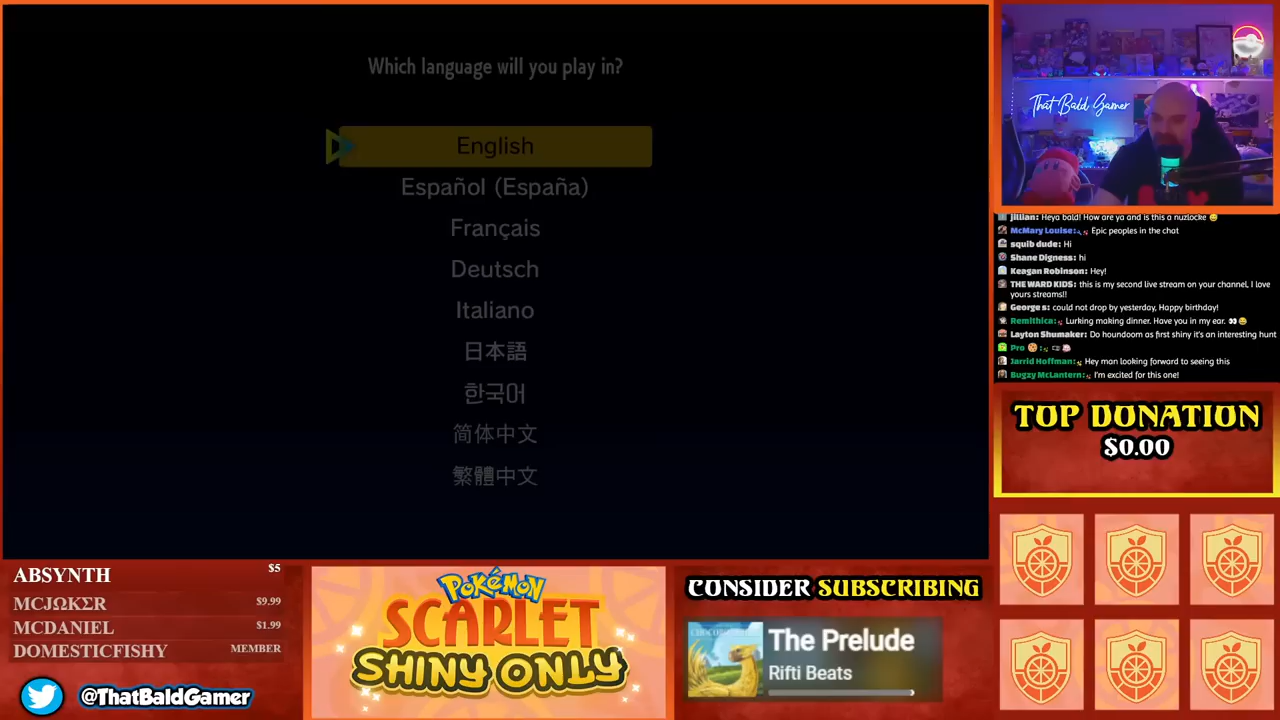 Which language will you play in?
English
Español (España)
Français
Deutsch
Italiano
日本語
한국어
简体中文
繁體中文
That Bald Gamer
jillian: Heya bald! How are ya and is this a nuzlocke
McMary Louise: Epic peoples in the chat
squib dude: Hi
Shane Digness: hi
Keagan Robinson: Hey!
THE WARD KIDS: this is my second live stream on your channel, I love
yours streams!!
George s: could not drop by yesterday, Happy birthday!
Remithica: Lurking making dinner. Have you in my ear.
Layton Shumaker: Do houndoom as first shiny it's an interesting hunt
Pro
Jarrid Hoffman: Hey man looking forward to seeing this
Bugzy McLantern: I'm excited for this one!
TOP DONATION
$0.00
ABSYNTH $5
MCJΩKΣR $9.99
MCDANIEL $1.99
DOMESTICFISHY MEMBER
@ThatBaldGamer
POKéMON
SCARLET
SHINY ONLY
CONSIDER SUBSCRIBING
The Prelude
Rifti Beats